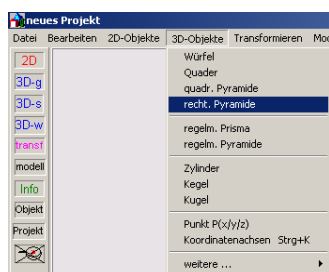 neues Projekt
Datei Bearbeiten 2D-Objekte 3D-Objekte Transformieren
2D
3D-g
3D-s
3D-w
transf
modell
Info
Objekt
Projekt
Würfel
Quader
quadr. Pyramide
recht. Pyramide
regelm. Prisma
regelm. Pyramide
Zylinder
Kegel
Kugel
Punkt P(x/y/z)
Koordinatenachsen Strg+K
weitere ...